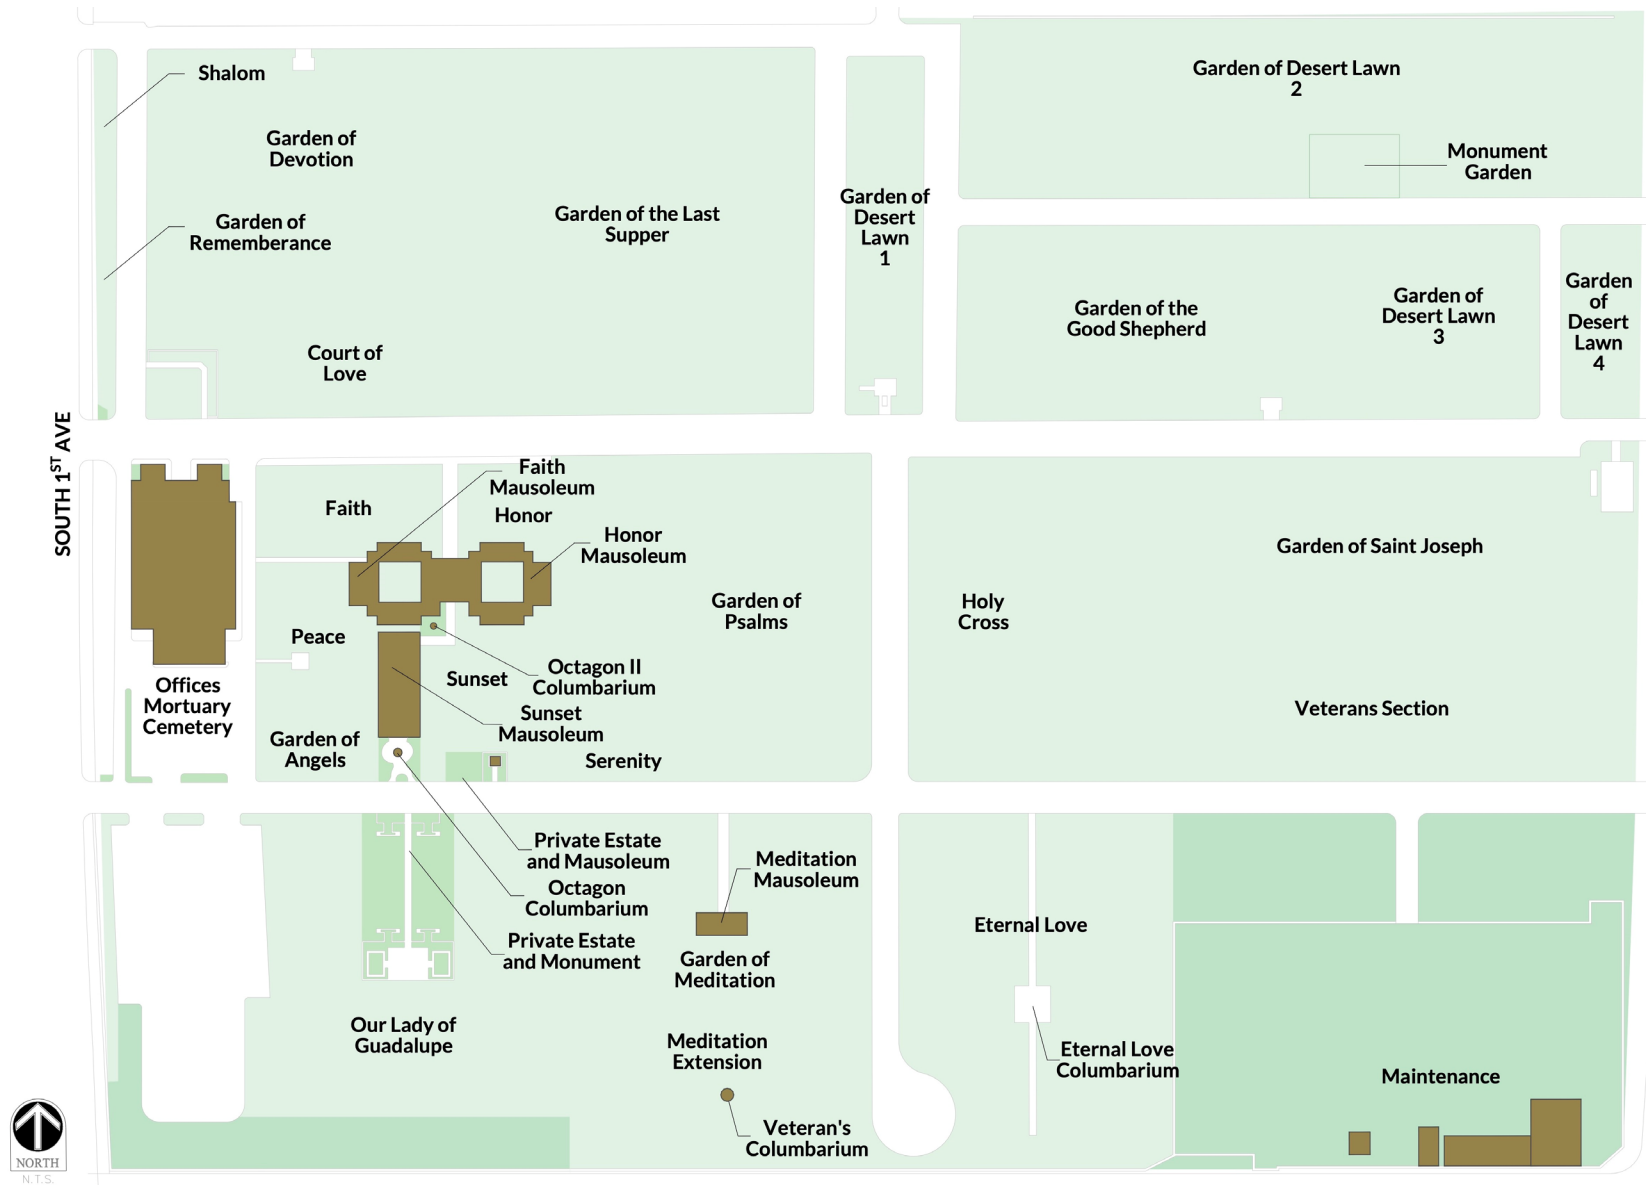 Shalom
Garden of
Devotion
Garden of
Rememberance
Court of
Love
Garden of the Last
Supper
Garden of
Desert
Lawn
1
Garden of Desert Lawn
2
Monument
Garden
Garden of the
Good Shepherd
Garden of
Desert Lawn
3
Garden
of
Desert
Lawn
4
SOUTH 1ST AVE
Faith
Faith
Mausoleum
Honor
Honor
Mausoleum
Peace
Octagon II
Columbarium
Sunset
Sunset
Mausoleum
Offices
Mortuary
Cemetery
Garden of
Angels
Serenity
Garden of
Psalms
Holy
Cross
Garden of Saint Joseph
Veterans Section
Private Estate
and Mausoleum
Octagon
Columbarium
Private Estate
and Monument
Meditation
Mausoleum
Garden of
Meditation
Our Lady of
Guadalupe
Meditation
Extension
Veteran's
Columbarium
Eternal Love
Eternal Love
Columbarium
Maintenance
NORTH
N.T.S.